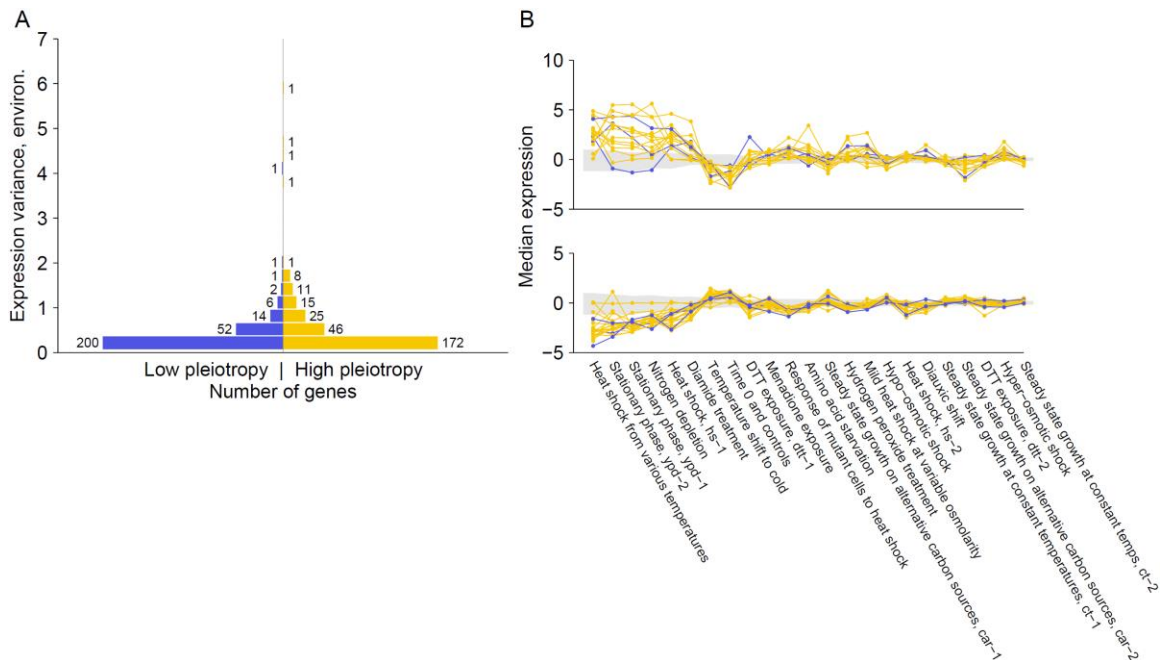 A
Expression variance, environ.
7
6
5
4
3
2
1
0
1
1
1
1
1
1 1
1 8
2 11
6 15
14 25
52 46
200 172
Low pleiotropy | High pleiotropy
Number of genes
B
Median expression
10
5
0
−5
5
0
−5
Heat shock from various temperatures
Stationary phase, ypd−2
Stationary phase, ypd−1
Nitrogen depletion
Heat shock, hs−1
Diamide treatment
Temperature shift to cold
Time 0 and controls
DTT exposure, dtt−1
Menadione exposure
Response of mutant cells to heat shock
Amino acid starvation
Steady state growth on alternative carbon sources, car−1
Hydrogen peroxide treatment
Mild heat shock at variable osmolarity
Hypo−osmotic shock
Heat shock, hs−2
Diauxic shift
Steady state growth at constant temperatures, ct−1
Steady state growth on alternative carbon sources, car−2
DTT exposure, dtt−2
Hyper−osmotic shock
Steady state growth at constant temps, ct−2